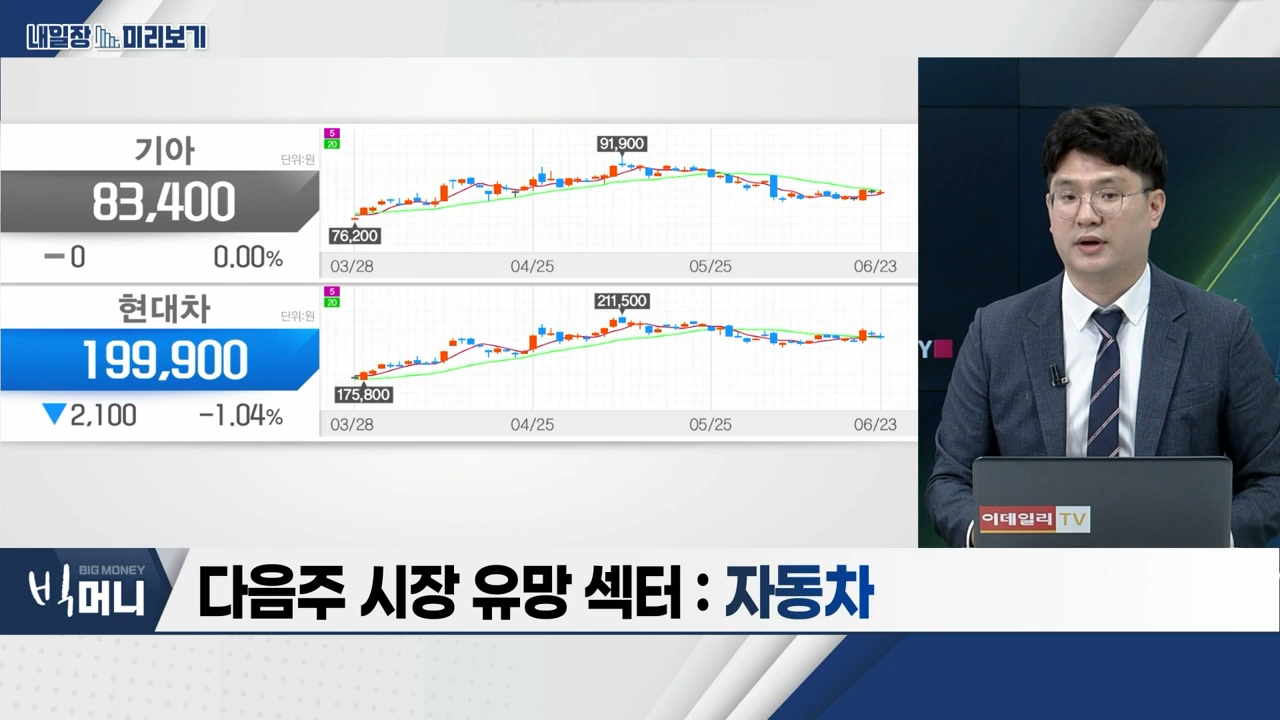 내일장 미리보기
기아
단위:원
83,400
0
0.00%
5
20
91,900
76,200
03/28 04/25 05/25 06/23
현대차
단위:원
199,900
▼2,100
-1.04%
5
20
211,500
175,800
03/28 04/25 05/25 06/23
Y
이데일리 TV
BIG MONEY
빅머니
다음주 시장 유망 섹터 : 자동차